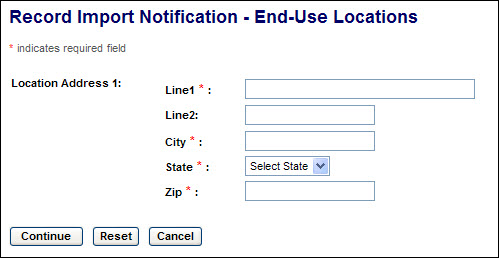 Record Import Notification - End-Use Locations
* indicates required field
Location Address 1:
Line1 * :
Line2:
City * :
State * : Select State
Zip * :
Continue Reset Cancel